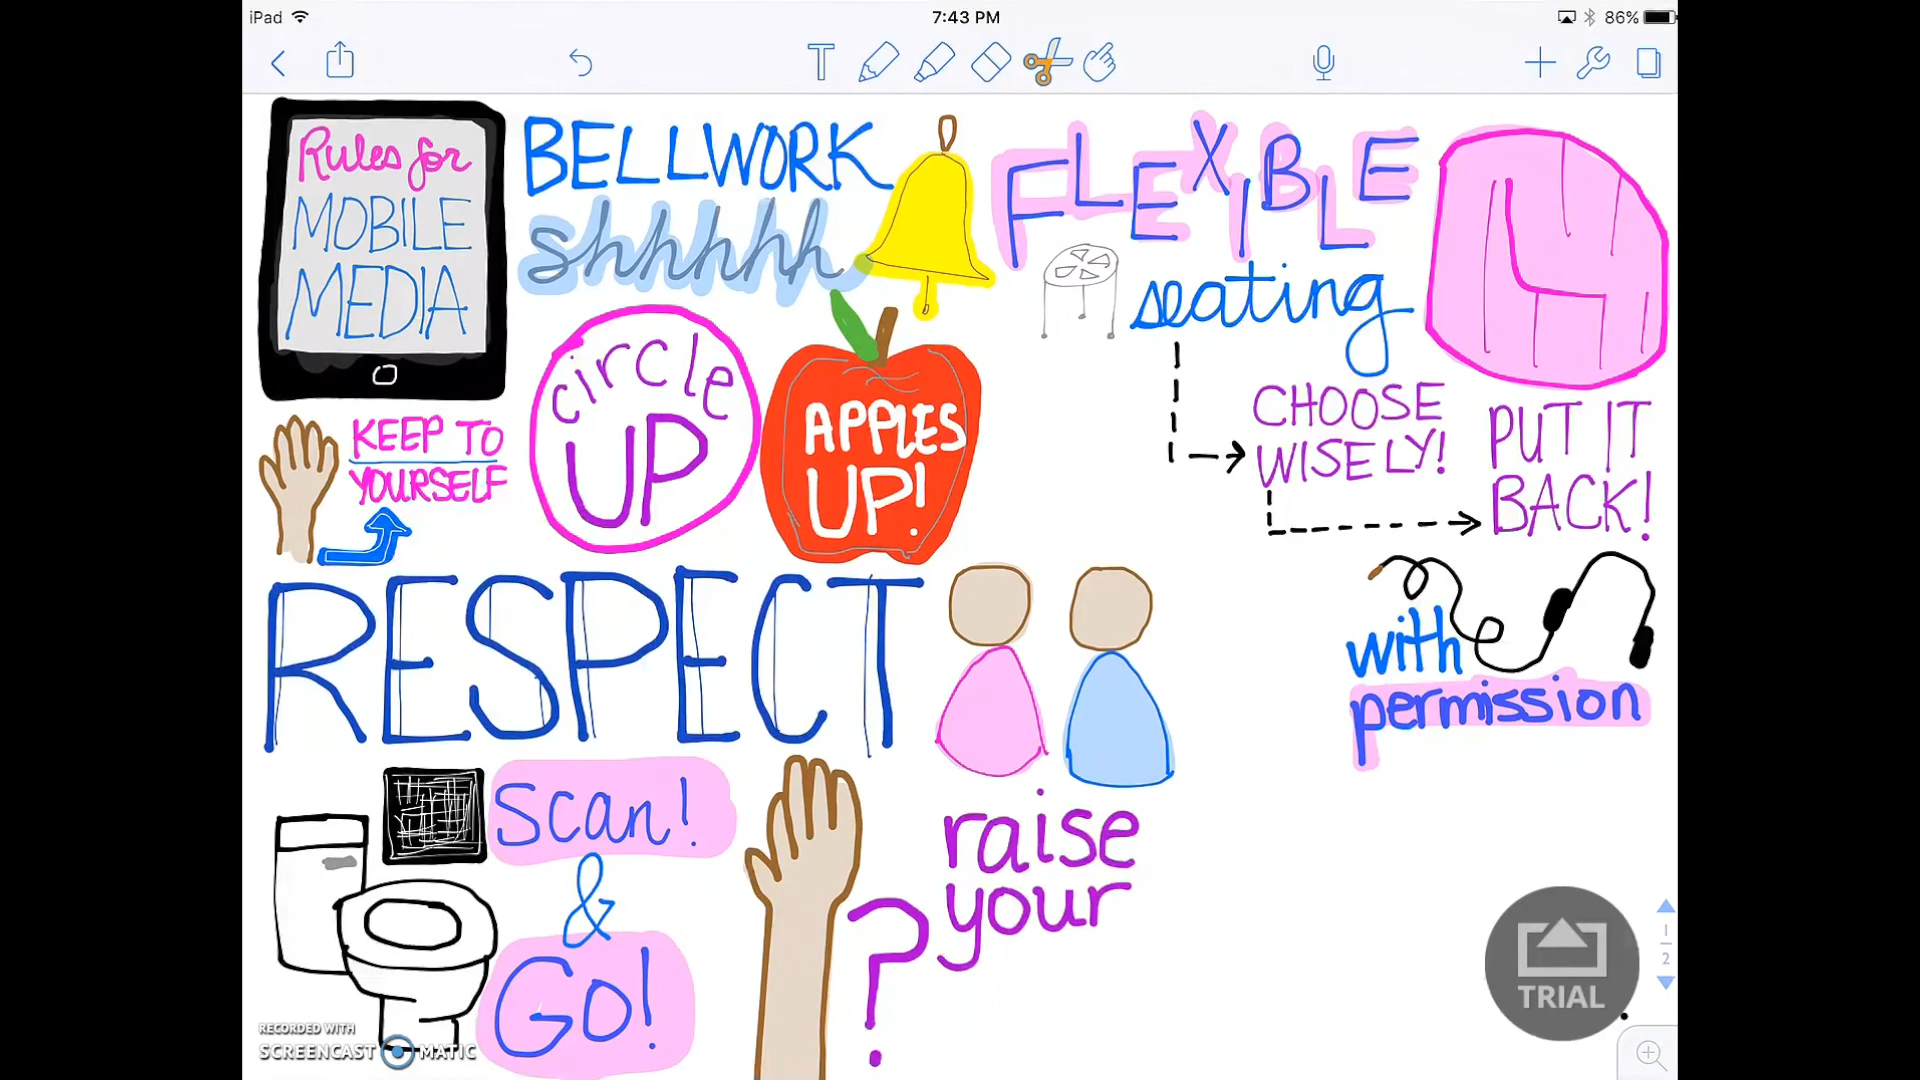 iPad
7:43 PM
86%
T
Rules for
MOBILE
MEDIA
BELLWORK
shhhhh
FLEXIBLE
seating
CHOOSE
WISELY!
PUT IT
BACK!
KEEP TO
YOURSELF
circle
UP
APPLES
UP!
RESPECT
with
permission
Scan!
&
Go!
raise
your
?
1
2
TRIAL
RECORDED WITH
SCREENCAST MATIC